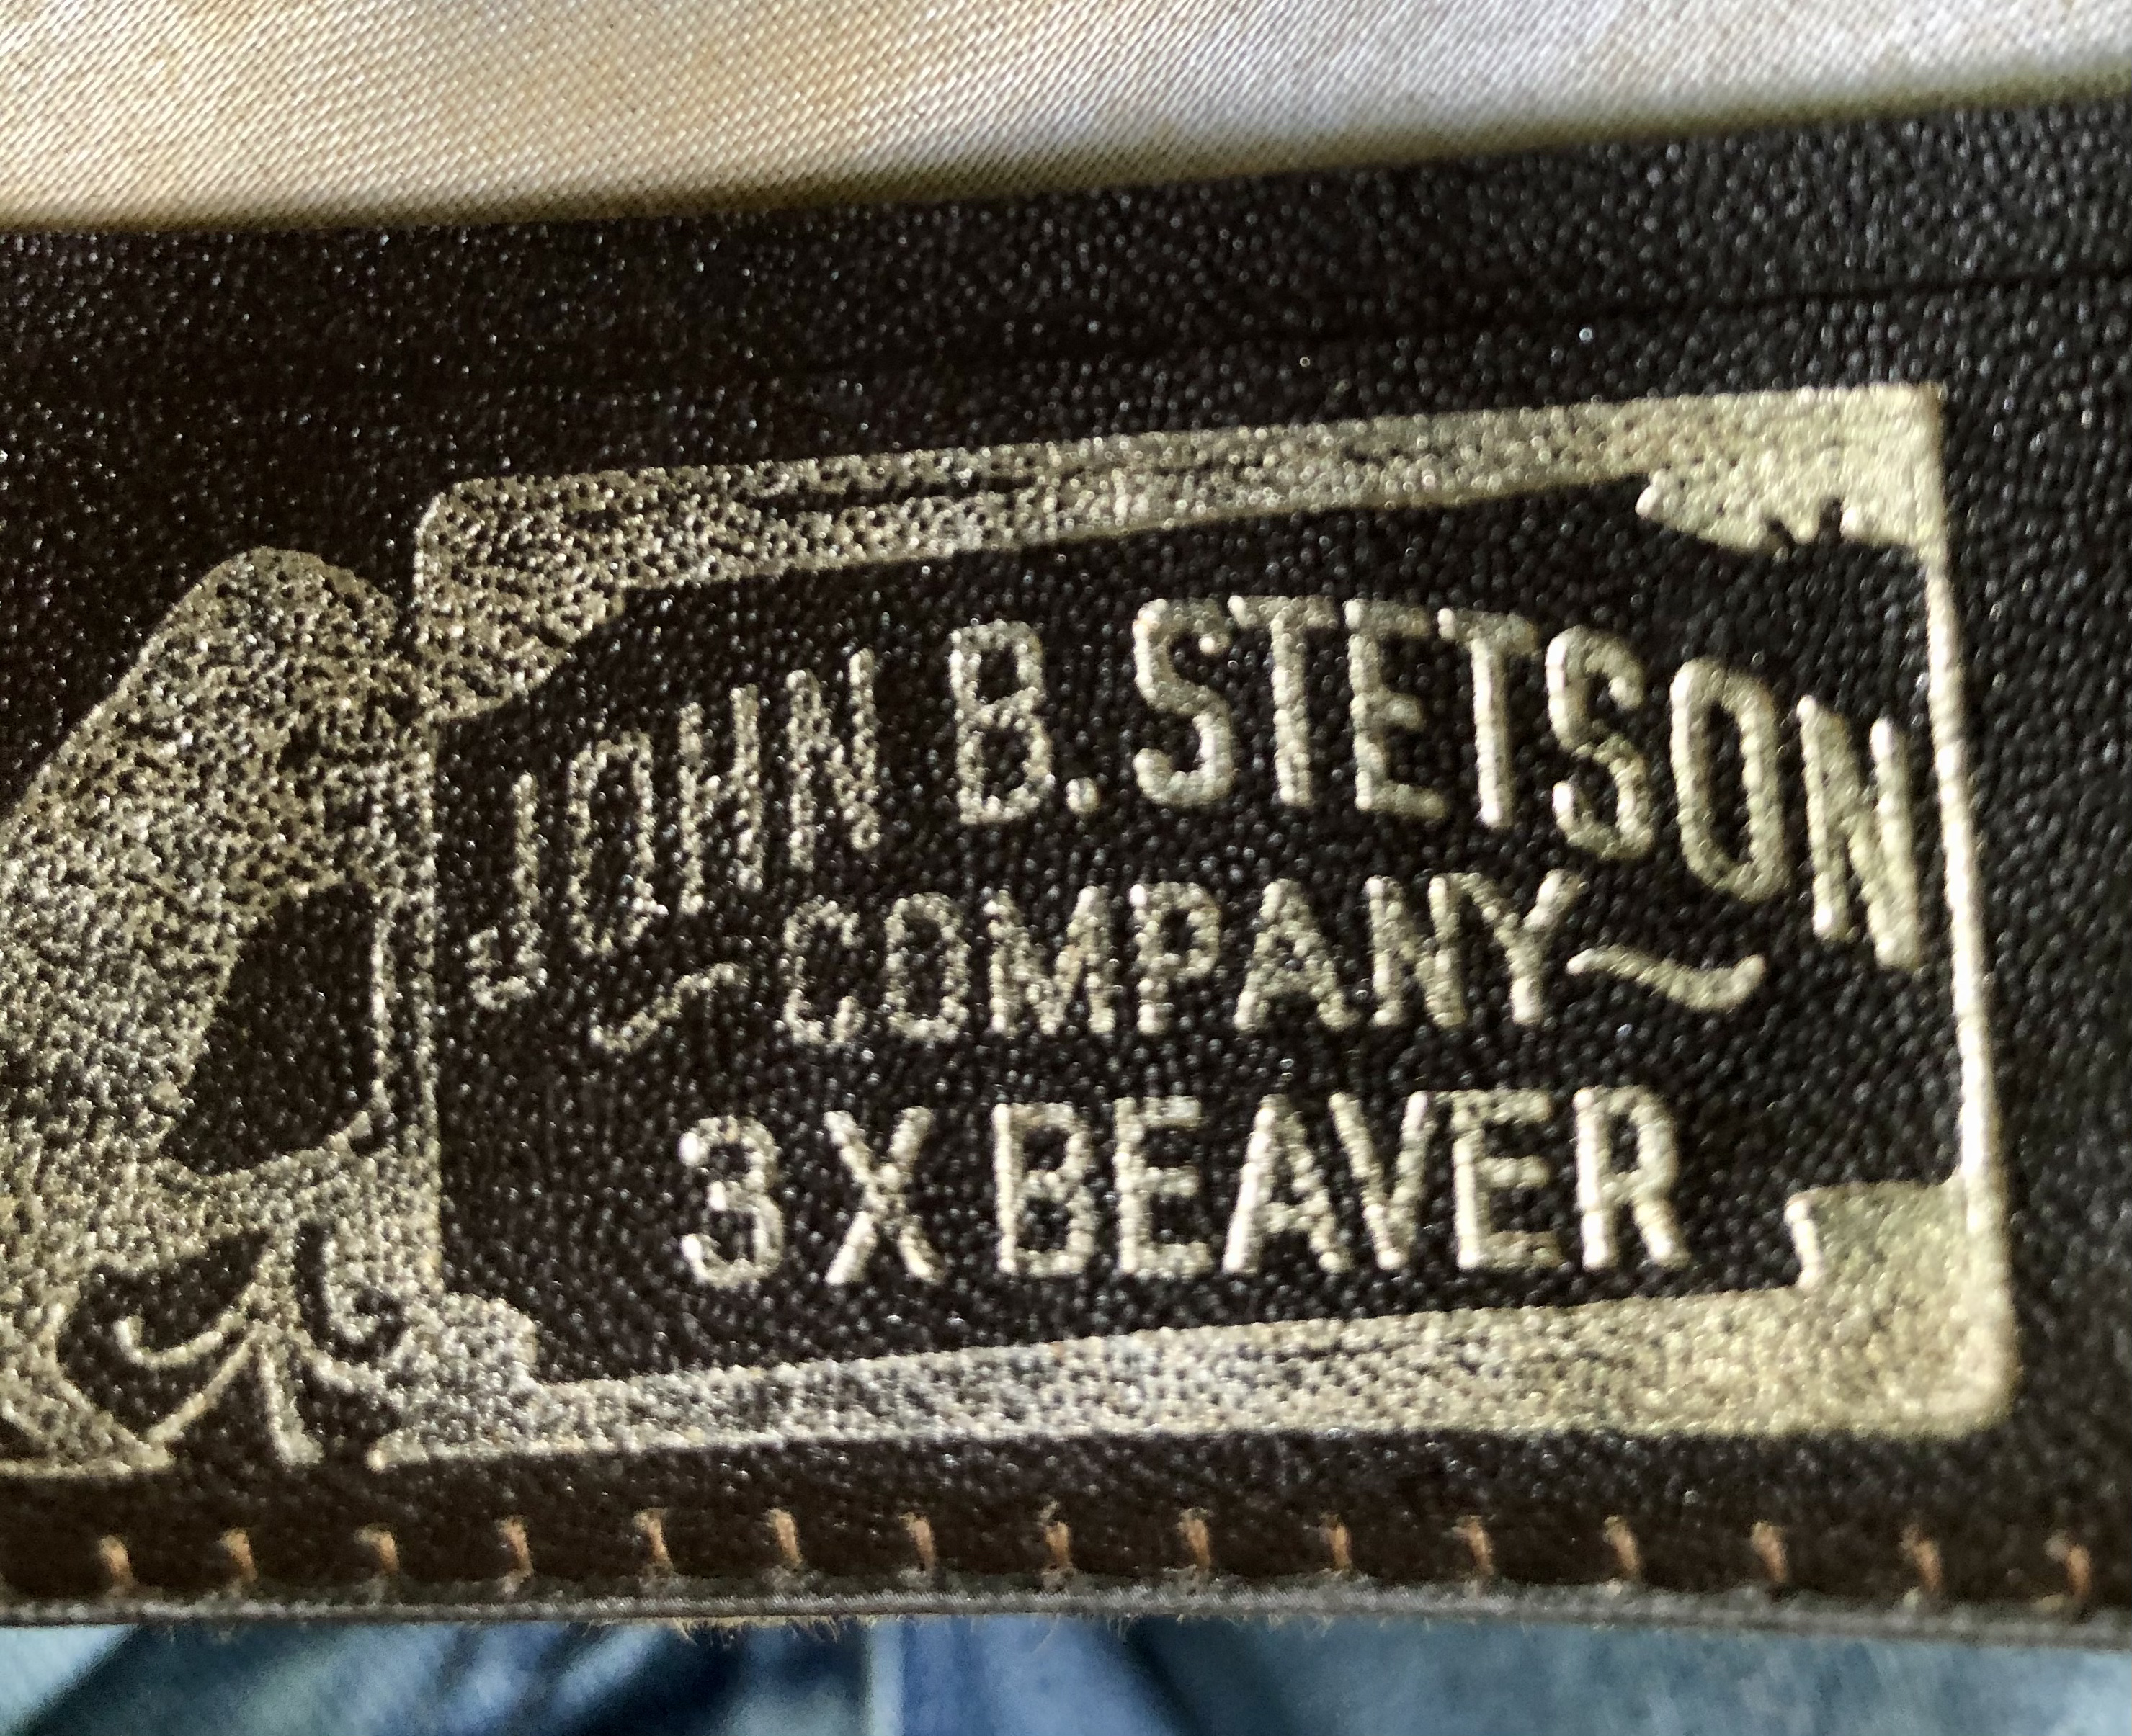 JOHN B. STETSON
COMPANY
3X BEAVER